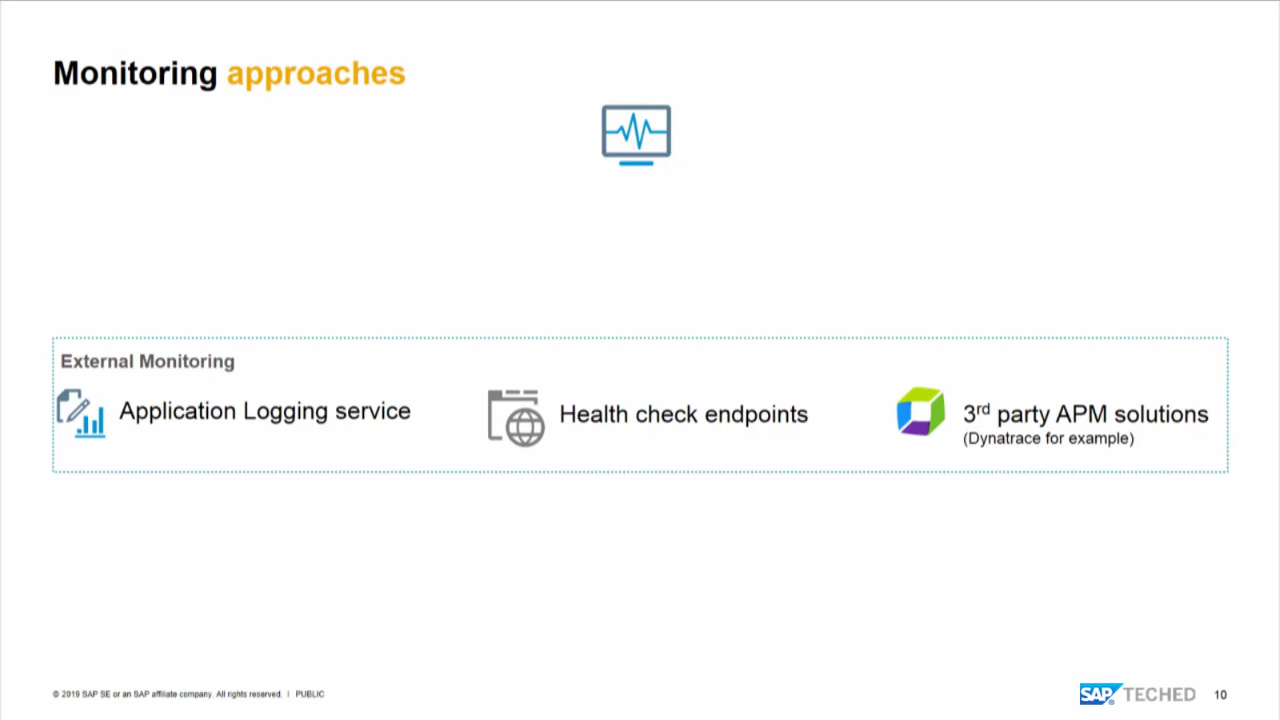 Monitoring approaches
External Monitoring
Application Logging service
Health check endpoints
3rd party APM solutions
(Dynatrace for example)
© 2019 SAP SE or an SAP affiliate company. All rights reserved. | PUBLIC
SAP® TECHED
10